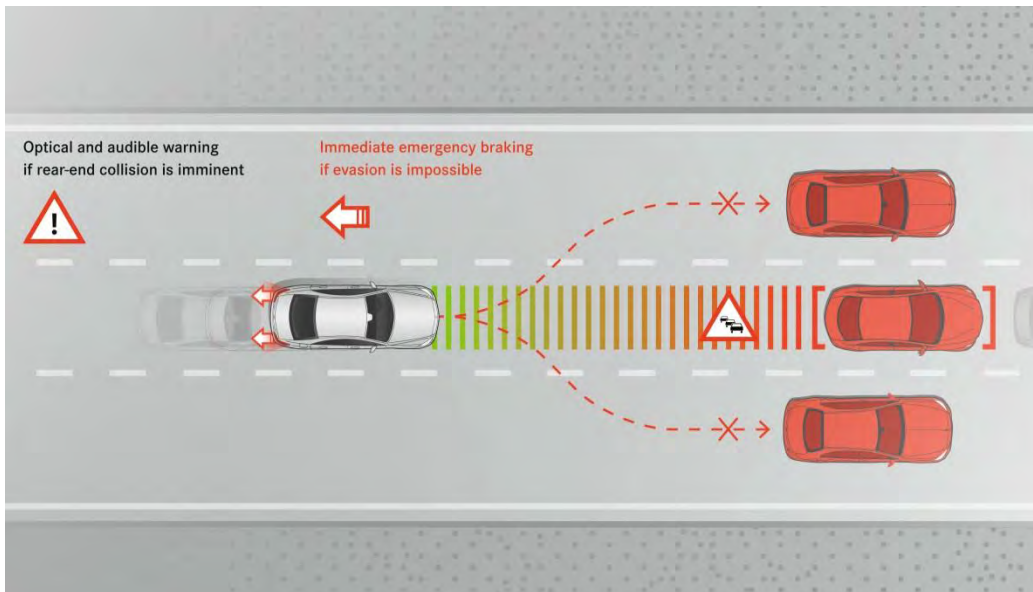 Optical and audible warning
if rear-end collision is imminent
!
Immediate emergency braking
if evasion is impossible